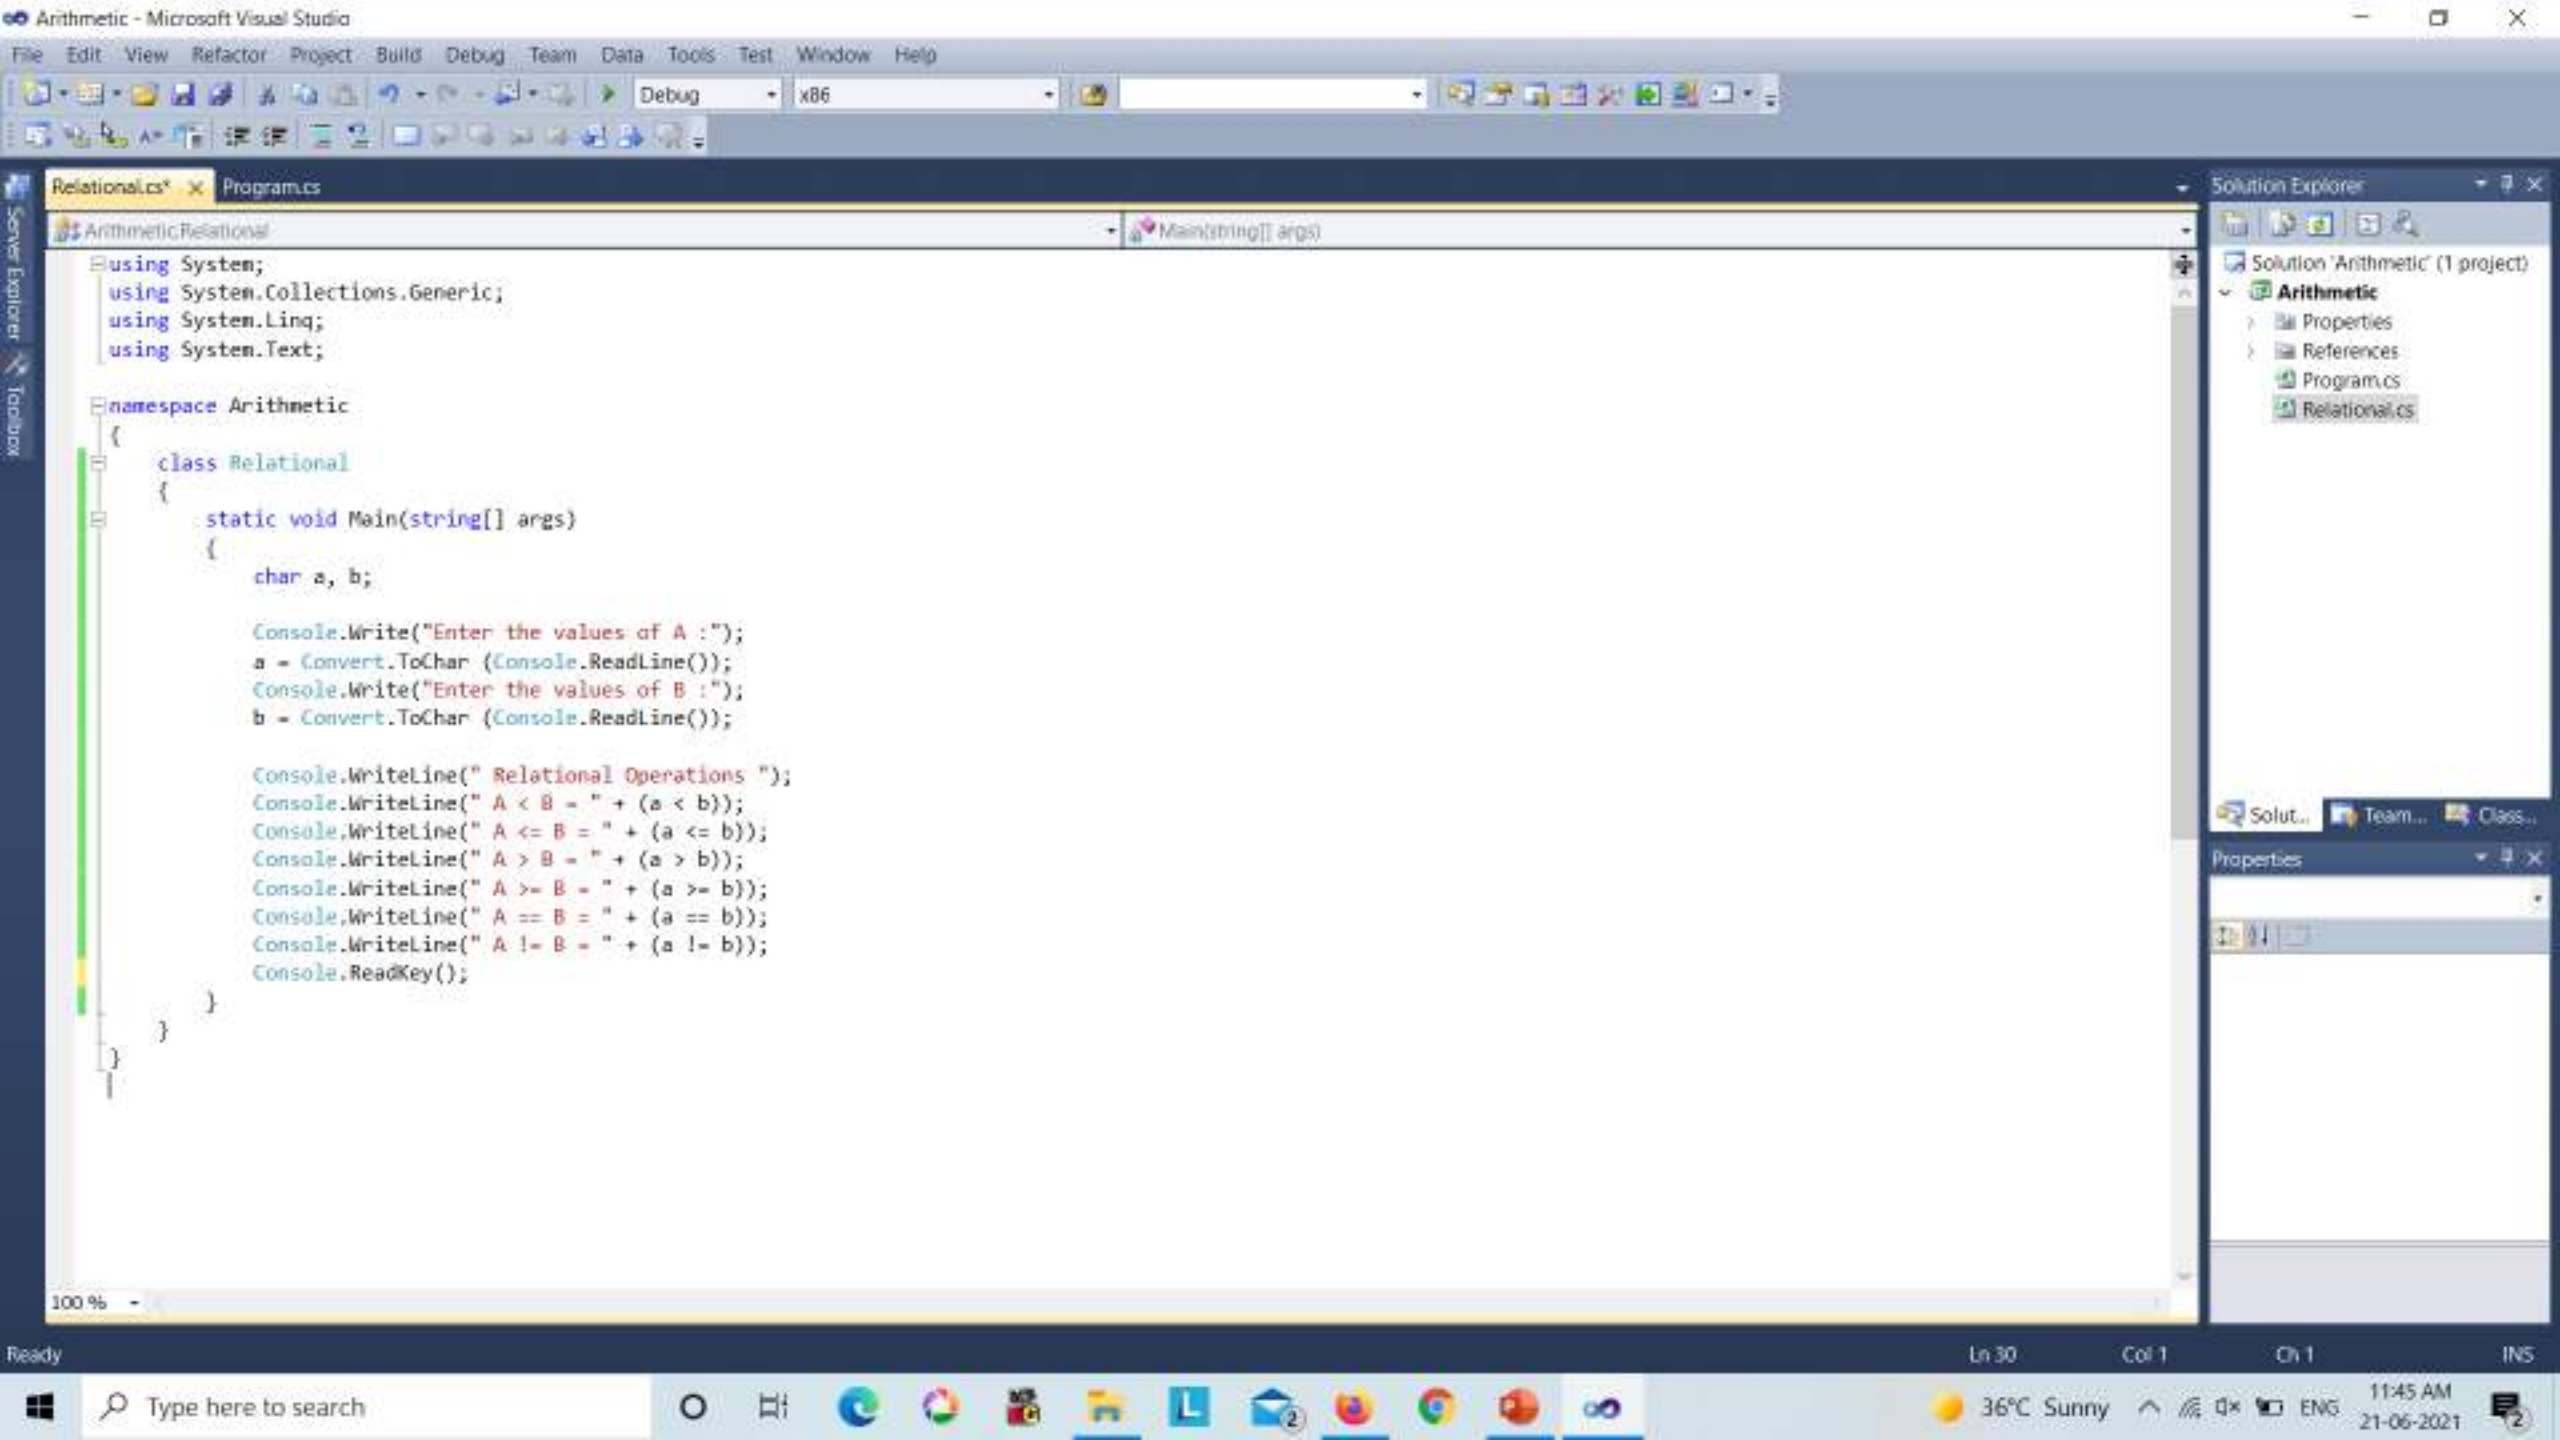 Arithmetic - Microsoft Visual Studio
File Edit View Refactor Project Build Debug Team Data Tools Test Window Help
Debug x86
Relational.cs* Program.cs
Arithmetic.Relational Main(string[] args)
using System;
using System.Collections.Generic;
using System.Linq;
using System.Text;
namespace Arithmetic
{
class Relational
{
static void Main(string[] args)
{
char a, b;
Console.Write("Enter the values of A :");
a = Convert.ToChar (Console.ReadLine());
Console.Write("Enter the values of B :");
b = Convert.ToChar (Console.ReadLine());
Console.WriteLine(" Relational Operations ");
Console.WriteLine(" A < B = " + (a < b));
Console.WriteLine(" A <= B = " + (a <= b));
Console.WriteLine(" A > B = " + (a > b));
Console.WriteLine(" A >= B = " + (a >= b));
Console.WriteLine(" A == B = " + (a == b));
Console.WriteLine(" A != B = " + (a != b));
Console.ReadKey();
}
}
}
100 %
Server Explorer
Toolbox
Solution Explorer
Solution 'Arithmetic' (1 project)
Arithmetic
Properties
References
Program.cs
Relational.cs
Solut... Team... Class...
Properties
Ready Ln 30 Col 1 Ch 1 INS
Type here to search
L
2
36°C Sunny
ENG
11:45 AM
21-06-2021
2